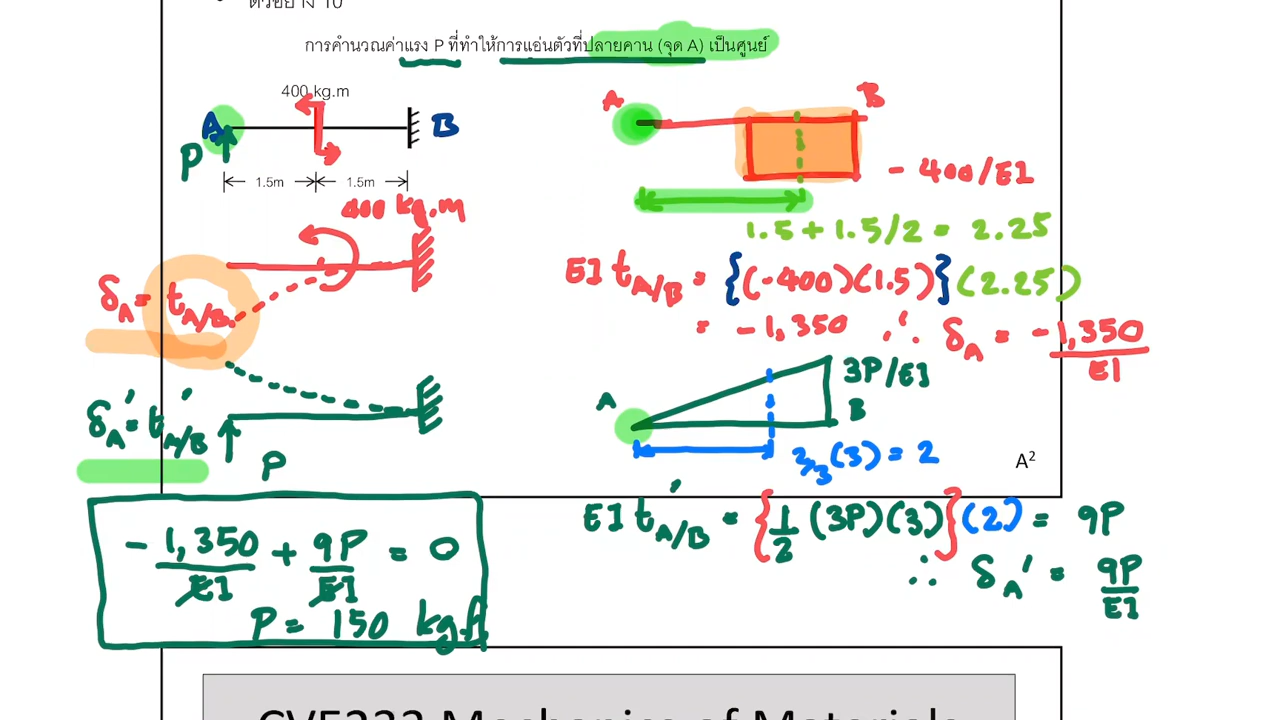 ตัวอย่าง 10
การคำนวณค่าแรง P ที่ทำให้การแอ่นตัวที่ปลายคาน (จุด A) เป็นศูนย์
400 kg.m
A
B
P
1.5m
1.5m
A
B
- 400/EI
1.5 + 1.5/2 = 2.25
400 kg.m
δA = tA/B
EI tA/B = {(-400)(1.5)}(2.25)
= -1,350 ∴ δA = -1,350/EI
3P/EI
A
B
2/3(3) = 2
δA' = t'A/B
P
A²
EI t'A/B = {1/2 (3P)(3)}(2) = 9P
∴ δA' = 9P/EI
-1,350/EI + 9P/EI = 0
P = 150 kgf
CVE233 Mechanics of Materials